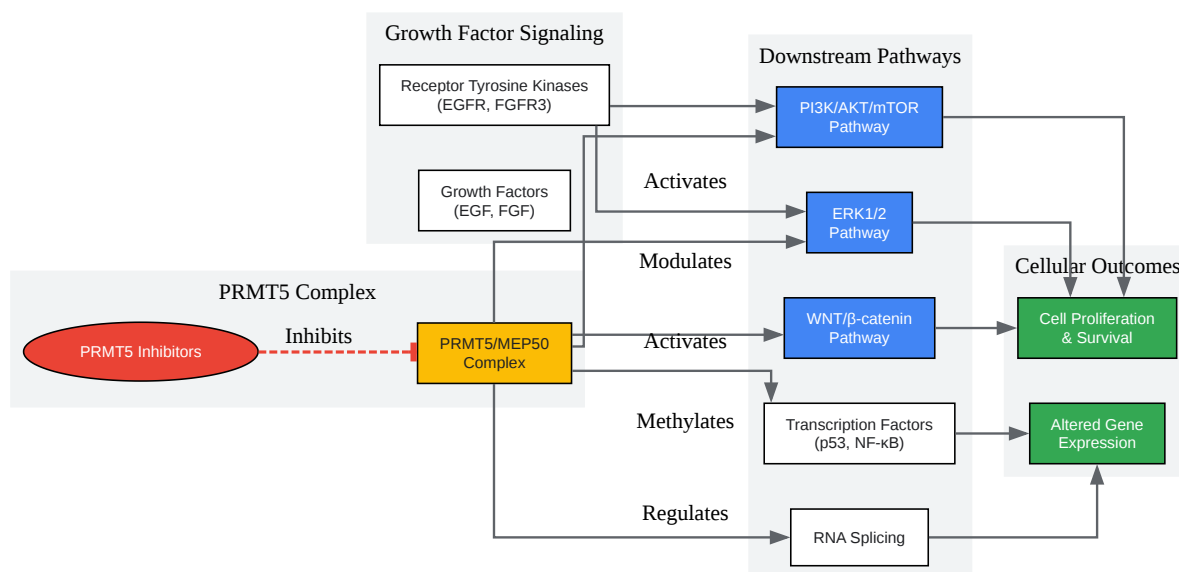 Growth Factor Signaling
Receptor Tyrosine Kinases
(EGFR, FGFR3)
Growth Factors
(EGF, FGF)
PRMT5 Complex
PRMT5 Inhibitors
Inhibits
PRMT5/MEP50
Complex
Activates
Modulates
Activates
Methylates
Regulates
Downstream Pathways
PI3K/AKT/mTOR
Pathway
ERK1/2
Pathway
WNT/β-catenin
Pathway
Transcription Factors
(p53, NF-κB)
RNA Splicing
Cellular Outcomes
Cell Proliferation
& Survival
Altered Gene
Expression